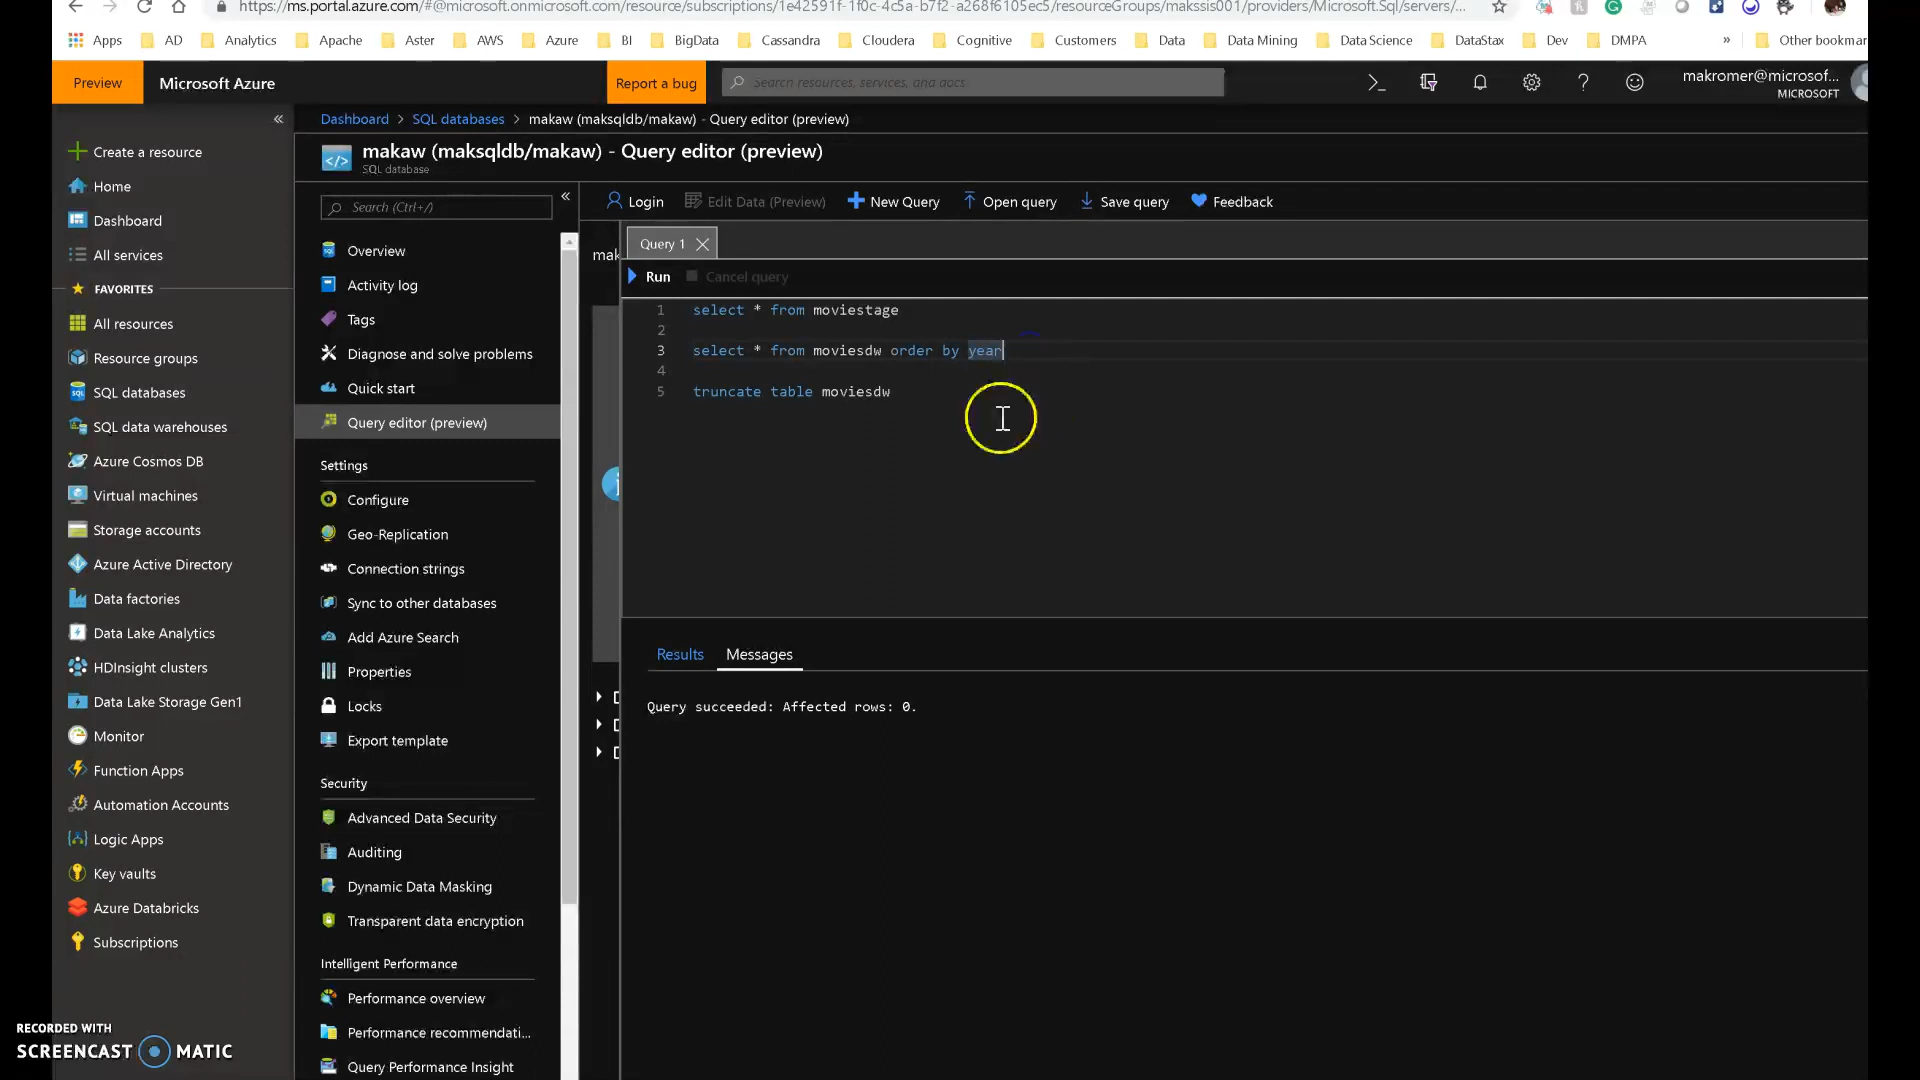 https://ms.portal.azure.com/#@microsoft.onmicrosoft.com/resource/subscriptions/1e42591f-1f0c-4c5a-b7f2-a268f6105ec5/resourceGroups/makssis001/providers/Microsoft.Sql/servers/...
Apps AD Analytics Apache Aster AWS Azure BI BigData Cassandra Cloudera Cognitive Customers Data Data Mining Data Science DataStax Dev DMPA » Other bookmar
Preview Microsoft Azure Report a bug Search resources, services, and docs makromer@microsof...
MICROSOFT
Dashboard > SQL databases > makaw (maksqldb/makaw) - Query editor (preview)
makaw (maksqldb/makaw) - Query editor (preview)
SQL database
Create a resource
Home
Dashboard
All services
FAVORITES
All resources
Resource groups
SQL databases
SQL data warehouses
Azure Cosmos DB
Virtual machines
Storage accounts
Azure Active Directory
Data factories
Data Lake Analytics
HDInsight clusters
Data Lake Storage Gen1
Monitor
Function Apps
Automation Accounts
Logic Apps
Key vaults
Azure Databricks
Subscriptions
Search (Ctrl+/)
Overview
Activity log
Tags
Diagnose and solve problems
Quick start
Query editor (preview)
Settings
Configure
Geo-Replication
Connection strings
Sync to other databases
Add Azure Search
Properties
Locks
Export template
Security
Advanced Data Security
Auditing
Dynamic Data Masking
Transparent data encryption
Intelligent Performance
Performance overview
Performance recommendati...
Query Performance Insight
Login Edit Data (Preview) New Query Open query Save query Feedback
mak
Query 1
Run Cancel query
1 select * from moviestage
2
3 select * from moviesdw order by year
4
5 truncate table moviesdw
Results Messages
Query succeeded: Affected rows: 0.
RECORDED WITH
SCREENCAST MATIC